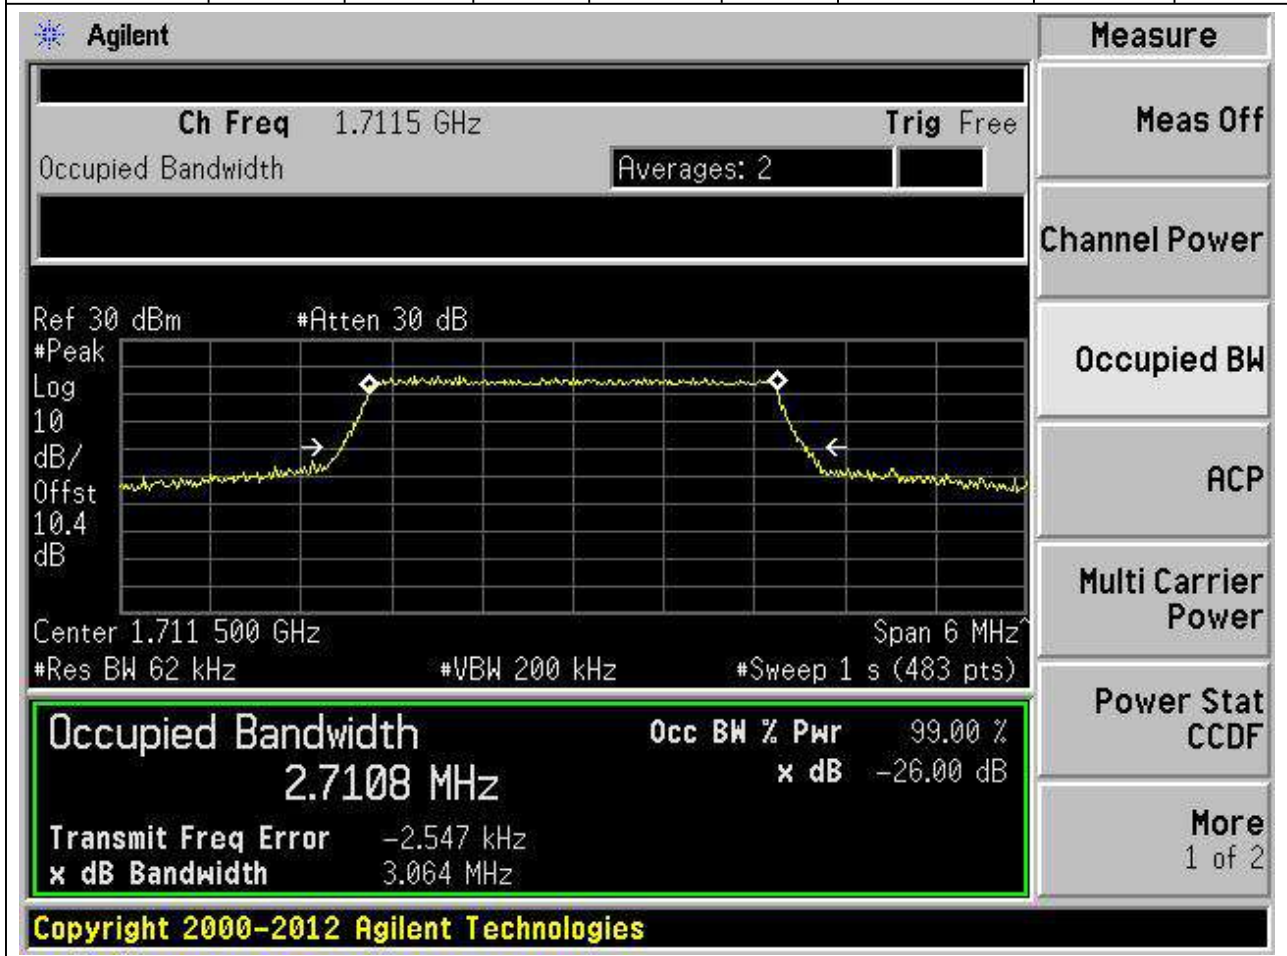 Agilent
Measure
Ch Freq 1.7115 GHz Trig Free
Occupied Bandwidth Averages: 2
Ref 30 dBm #Atten 30 dB
#Peak
Log
10
dB/
Offst
10.4
dB
Center 1.711 500 GHz Span 6 MHz^
#Res BW 62 kHz #VBW 200 kHz #Sweep 1 s (483 pts)
Occupied Bandwidth Occ BW % Pwr 99.00 %
2.7108 MHz x dB -26.00 dB
Transmit Freq Error -2.547 kHz
x dB Bandwidth 3.064 MHz
Meas Off
Channel Power
Occupied BW
ACP
Multi Carrier
Power
Power Stat
CCDF
More
1 of 2
Copyright 2000-2012 Agilent Technologies